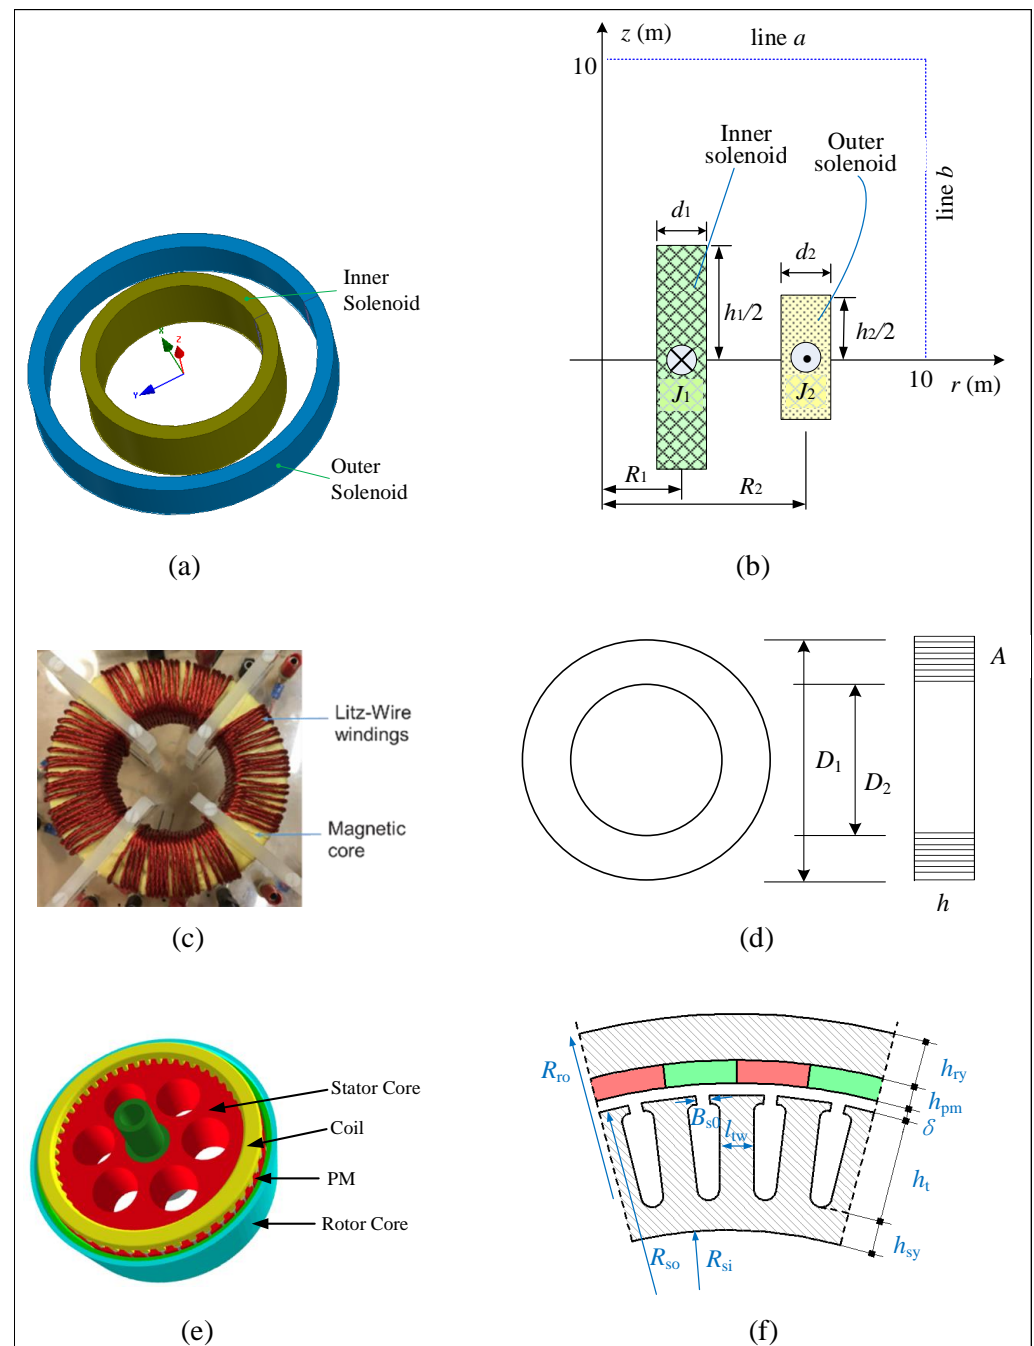 Inner
Solenoid
X
Z
Y
Outer
Solenoid
(a)
z (m)
line a
10
Inner
solenoid
Outer
solenoid
line b
d1
d2
h1/2
h2/2
10
r (m)
J1
J2
R1
R2
(b)
Litz-Wire
windings
Magnetic
core
(c)
A
D1
D2
h
(d)
Stator Core
Coil
PM
Rotor Core
(e)
Rro
hry
hpm
Bs0
δ
ltw
ht
hsy
Rso
Rsi
(f)